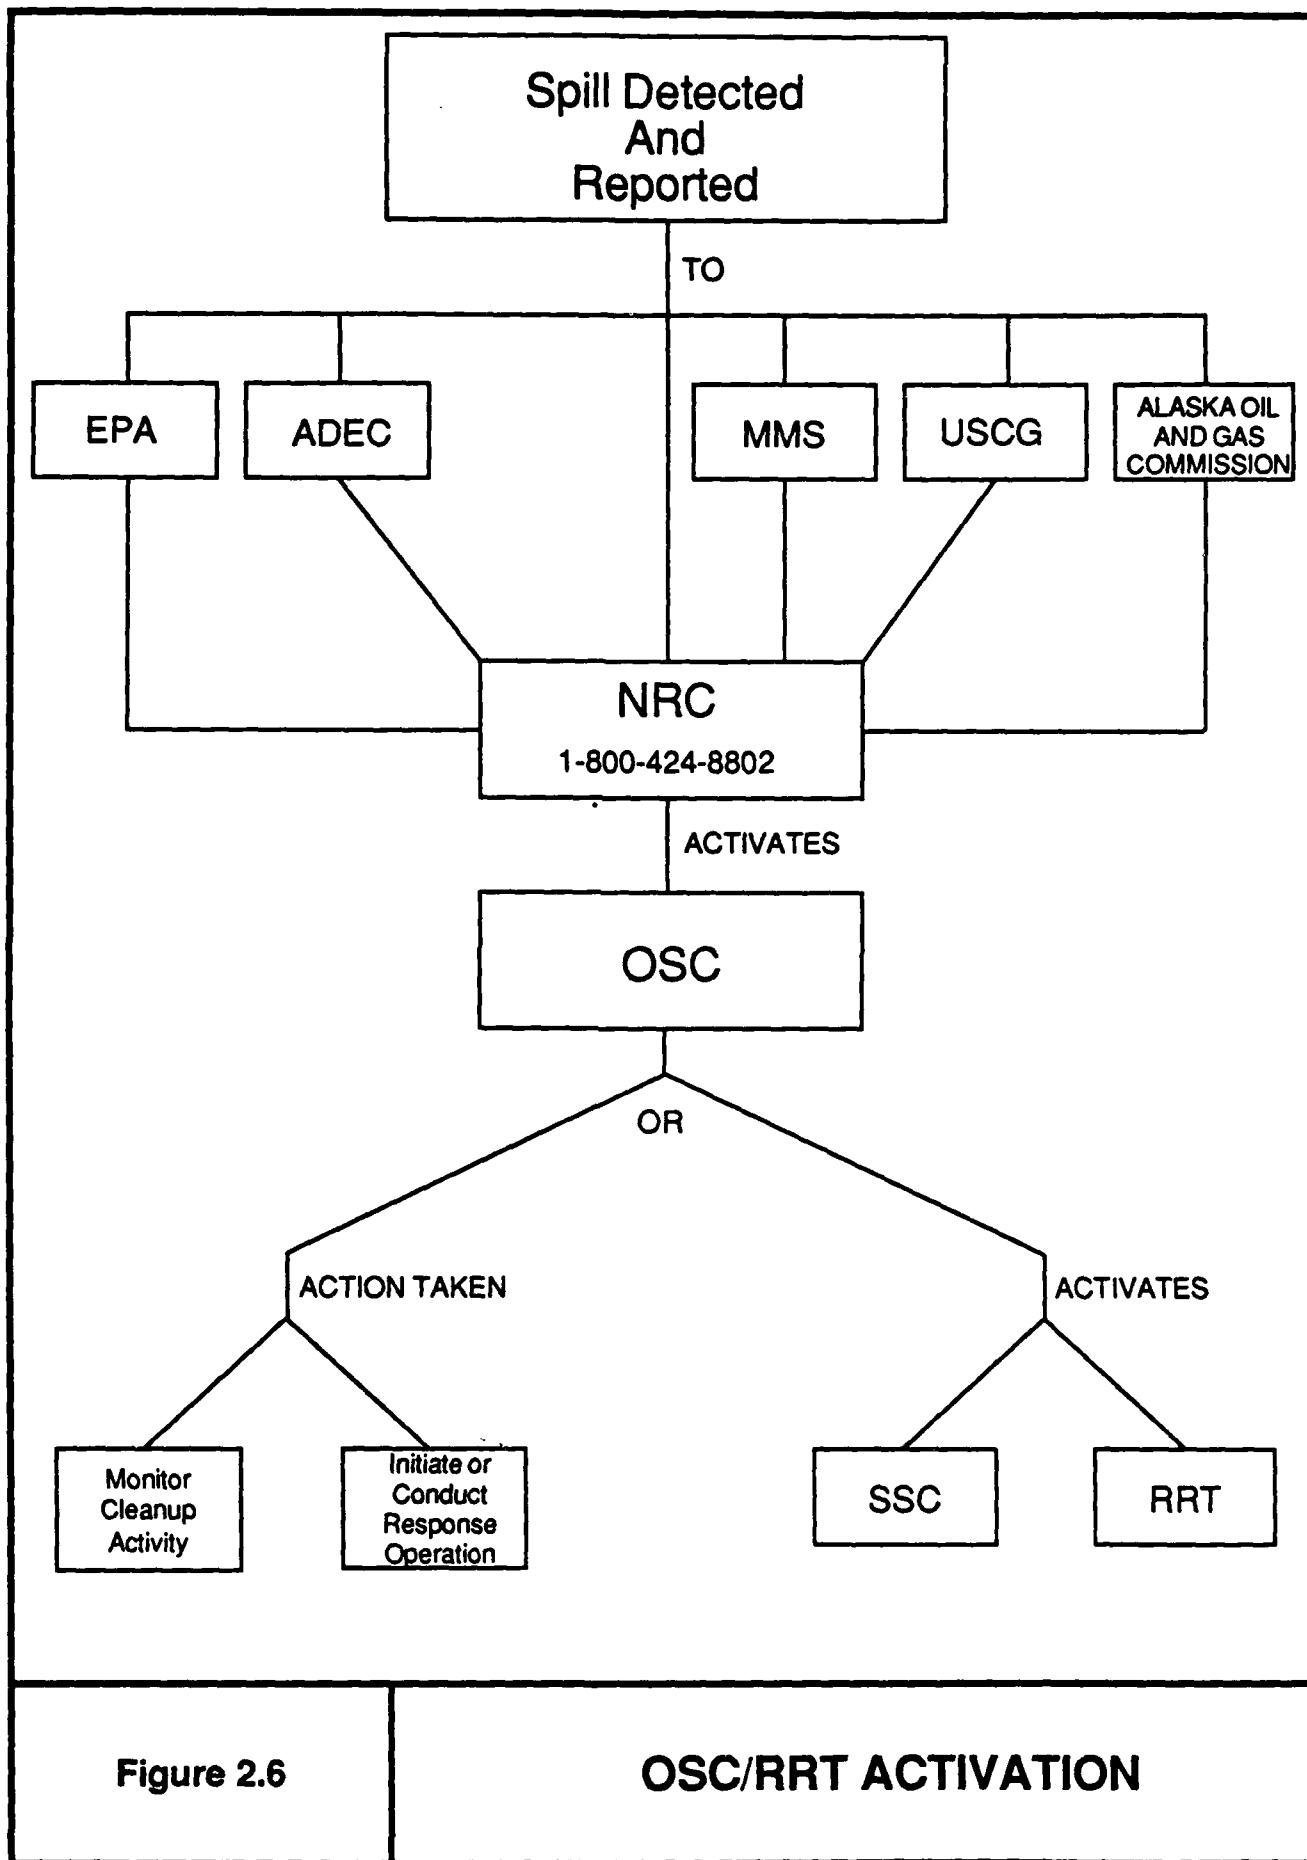 Spill Detected
And
Reported
TO
EPA
ADEC
MMS
USCG
ALASKA OIL
AND GAS
COMMISSION
NRC
1-800-424-8802
ACTIVATES
OSC
OR
ACTION TAKEN
ACTIVATES
Monitor
Cleanup
Activity
Initiate or
Conduct
Response
Operation
SSC
RRT
Figure 2.6
OSC/RRT ACTIVATION